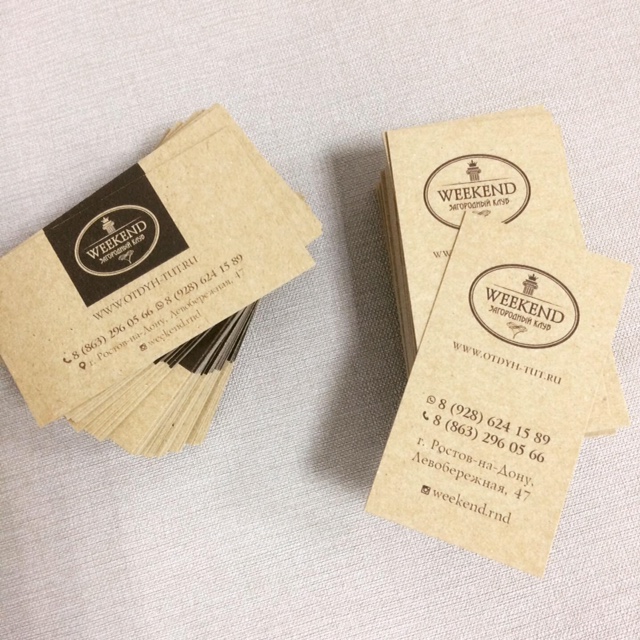 WEEKEND
ЗАГОРОДНЫЙ КЛУБ
WWW.OTDYH-TUT.RU
8 (863) 296 05 66 8 (928) 624 15 89
г. Ростов-на-Дону, Левобережная, 47
weekend.rnd
WEEKEND
ЗАГОРОДНЫЙ КЛУБ
WEEKEND
ЗАГОРОДНЫЙ КЛУБ
WWW.OTDYH-TUT.RU
8 (928) 624 15 89
8 (863) 296 05 66
г. Ростов-на-Дону,
Левобережная, 47
weekend.rnd